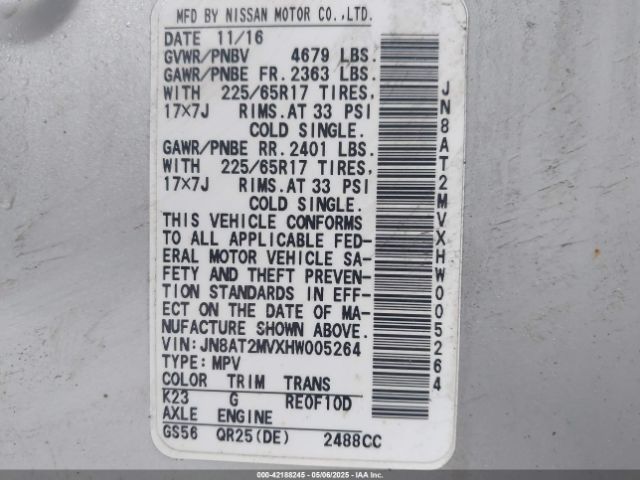 MFD BY NISSAN MOTOR CO.,LTD.
DATE 11/16
GVWR/PNBV 4679 LBS.
GAWR/PNBE FR. 2363 LBS.
WITH 225/65R17 TIRES,
17×7J RIMS.AT 33 PSI
COLD SINGLE.
GAWR/PNBE RR. 2401 LBS.
WITH 225/65R17 TIRES,
17×7J RIMS.AT 33 PSI
COLD SINGLE.
THIS VEHICLE CONFORMS
TO ALL APPLICABLE FED-
ERAL MOTOR VEHICLE SA-
FETY AND THEFT PREVEN-
TION STANDARDS IN EFF-
ECT ON THE DATE OF MA-
NUFACTURE SHOWN ABOVE.
VIN:JN8AT2MVXHW005264
TYPE:MPV
COLOR TRIM TRANS
K23 G RE0F10D
AXLE ENGINE
GS56 QR25(DE) 2488CC
JN8AT2MVXHW005264
000-42188245 - 05/06/2025 - IAAI.COM